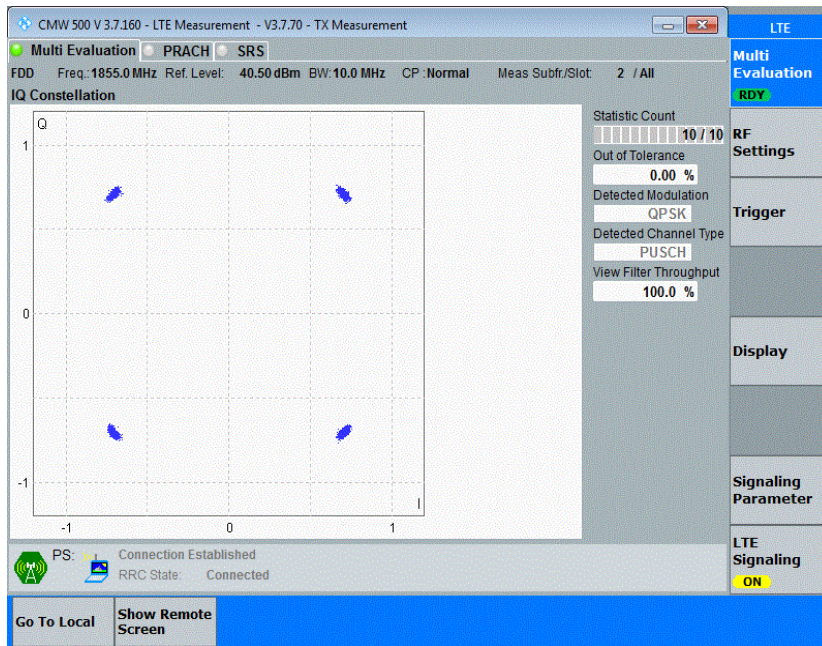 CMW 500 V 3.7.160 - LTE Measurement - V3.7.70 - TX Measurement
LTE
Multi Evaluation PRACH SRS
FDD Freq.: 1855.0 MHz Ref. Level: 40.50 dBm BW: 10.0 MHz CP : Normal Meas Subfr./Slot: 2 / All
IQ Constellation
Q
1
0
-1
-1 0 1
I
Statistic Count
10 / 10
Out of Tolerance
0.00 %
Detected Modulation
QPSK
Detected Channel Type
PUSCH
View Filter Throughput
100.0 %
Multi
Evaluation
RDY
RF
Settings
Trigger
Display
Signaling
Parameter
LTE
Signaling
ON
PS: Connection Established
RRC State: Connected
Go To Local
Show Remote
Screen